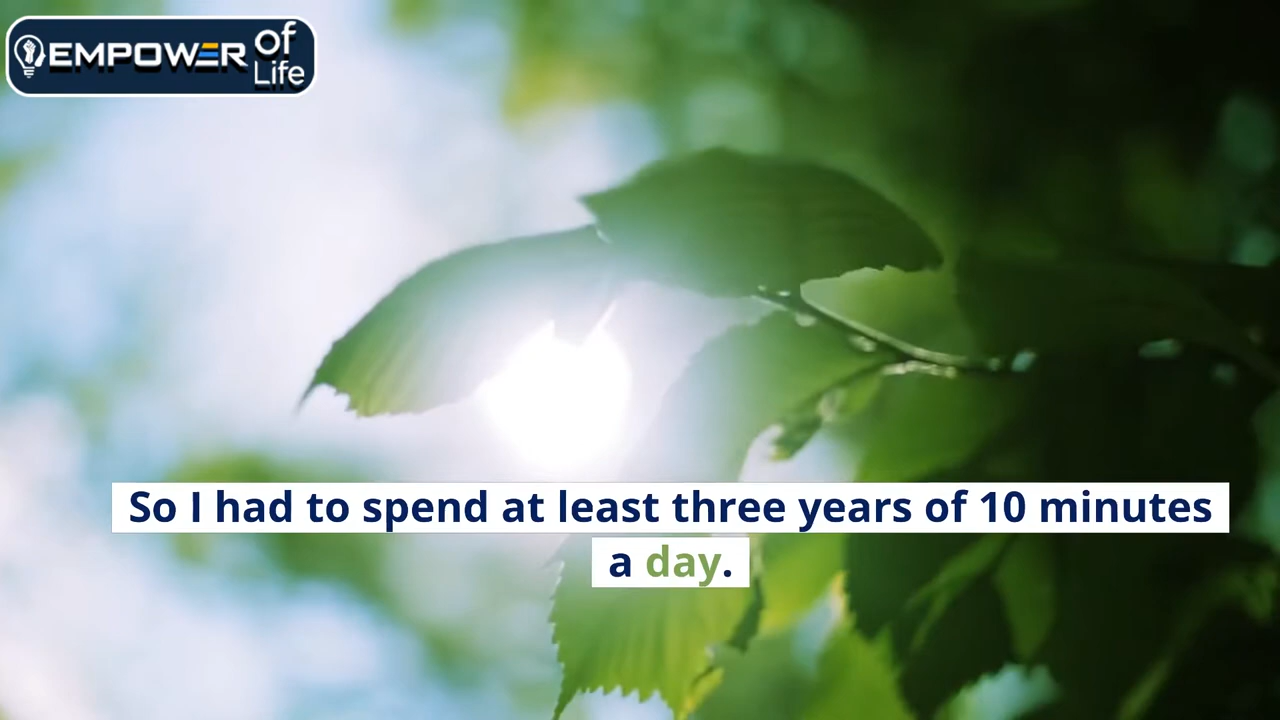 EMPOWER OF
Life
So I had to spend at least three years of 10 minutes
a day.